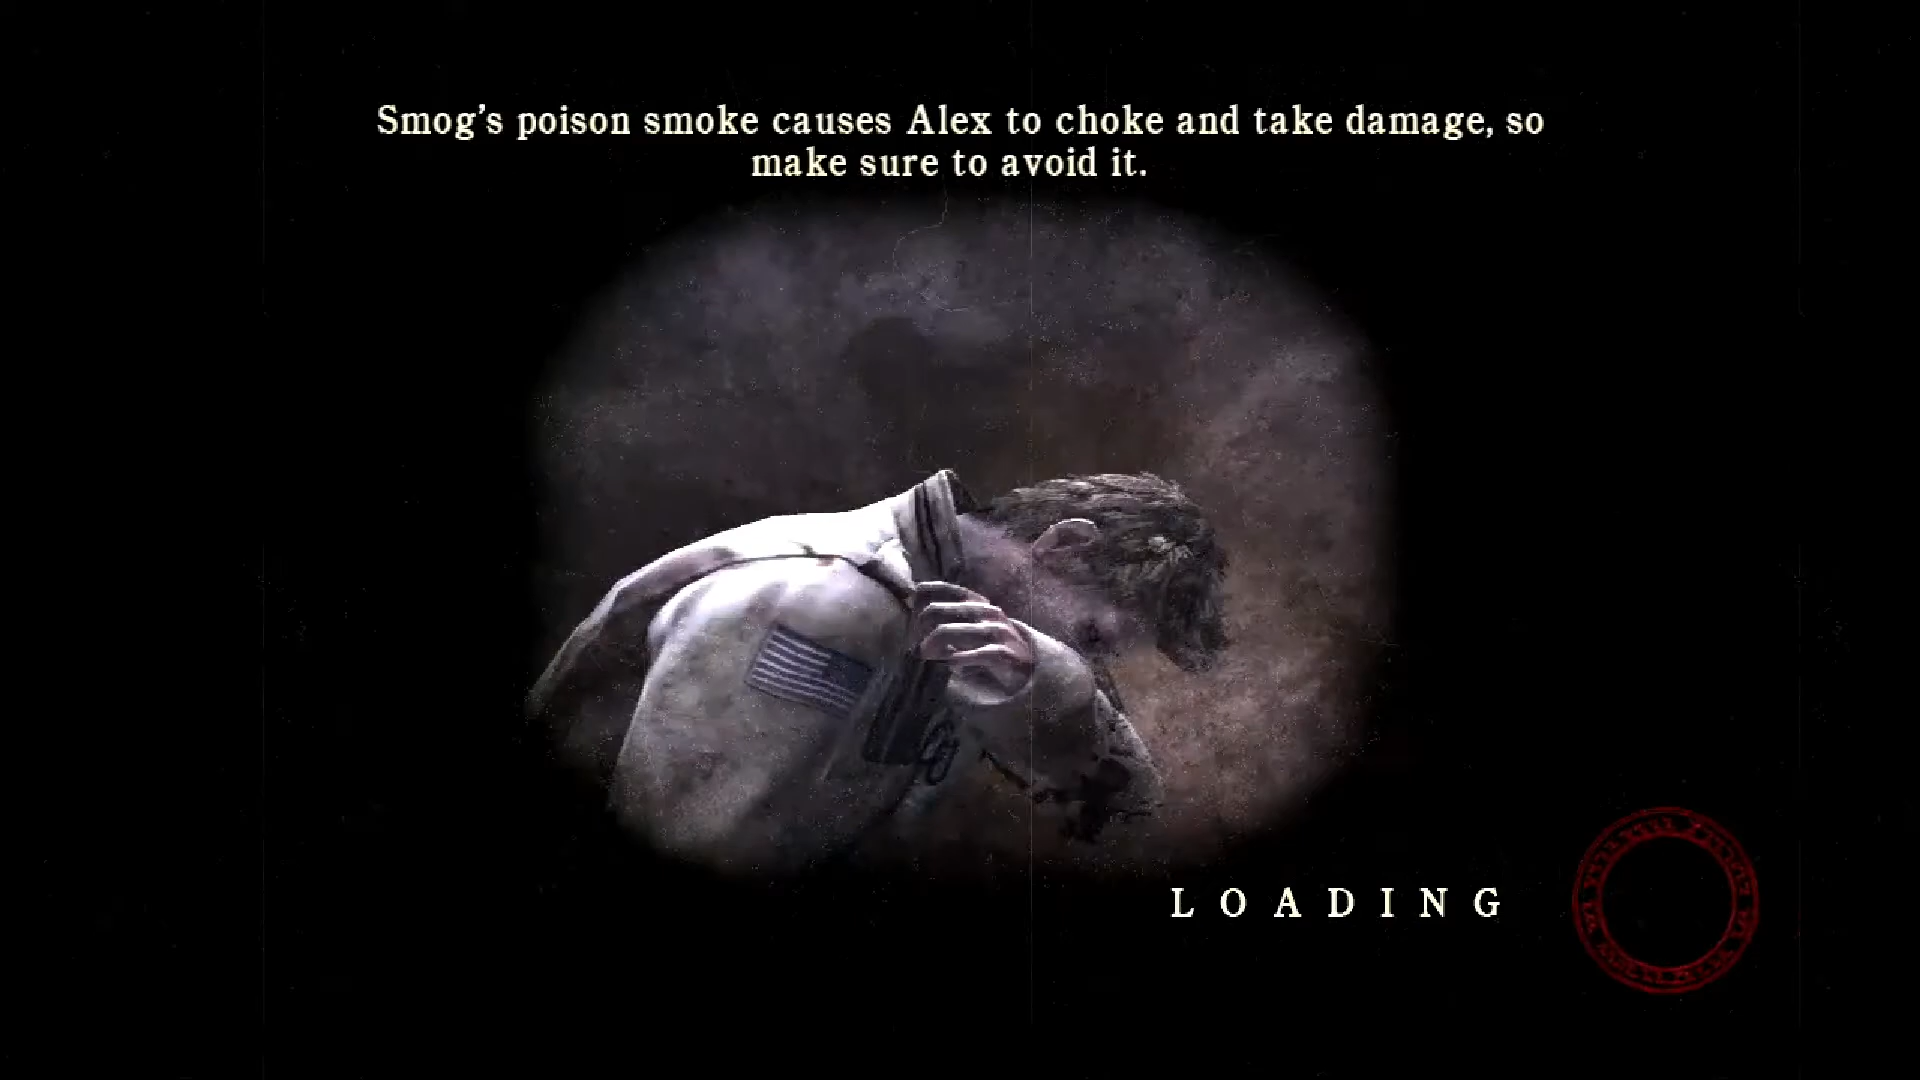 Smog's poison smoke causes Alex to choke and take damage, so
make sure to avoid it.
LOADING